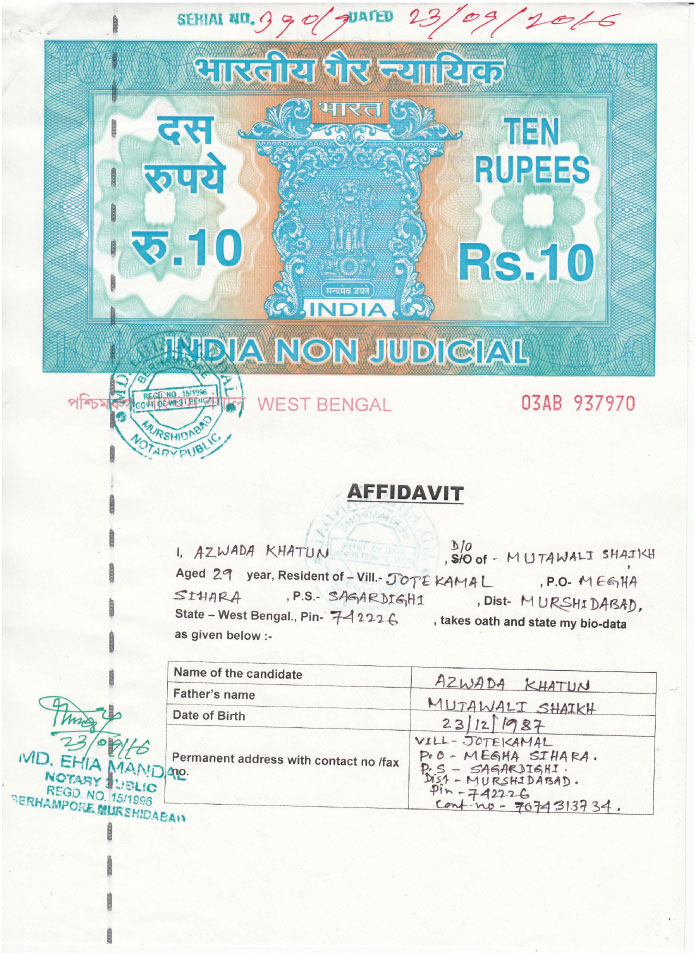 SERIAL NO. 390/9 DATED 23/09/2016
भारतीय गैर न्यायिक
भारत
दस
रुपये
रु.10
TEN
RUPEES
Rs.10
सत्यमेव जयते
INDIA
INDIA NON JUDICIAL
WEST BENGAL
03AB 937970
BERHAMPORE
REGD. NO. 15/1996
GOVT. OF WEST BENGAL
MURSHIDABAD
NOTARY PUBLIC
AFFIDAVIT
I, AZWADA KHATUN , D/O S/O of - MUTAWALI SHAIKH
Aged 29 year, Resident of – Vill.- JOTEKAMAL , P.O- MEGHA
SIHARA , P.S.- SAGARDIGHI , Dist- MURSHIDABAD,
State – West Bengal., Pin- 742226 , takes oath and state my bio-data
as given below :-
Name of the candidate AZWADA KHATUN
Father's name MUTAWALI SHAIKH
Date of Birth 23/12/1987
Permanent address with contact no /fax no.
VILL - JOTEKAMAL
P.O - MEGHA SIHARA.
P.S - SAGARDIGHI.
Dist - MURSHIDABAD.
Pin - 742226
Cont. no - 7074313734.
23/09/16
MD. EHIA MANDAL
NOTARY PUBLIC
REGD. NO. 15/1996
BERHAMPORE, MURSHIDABAD